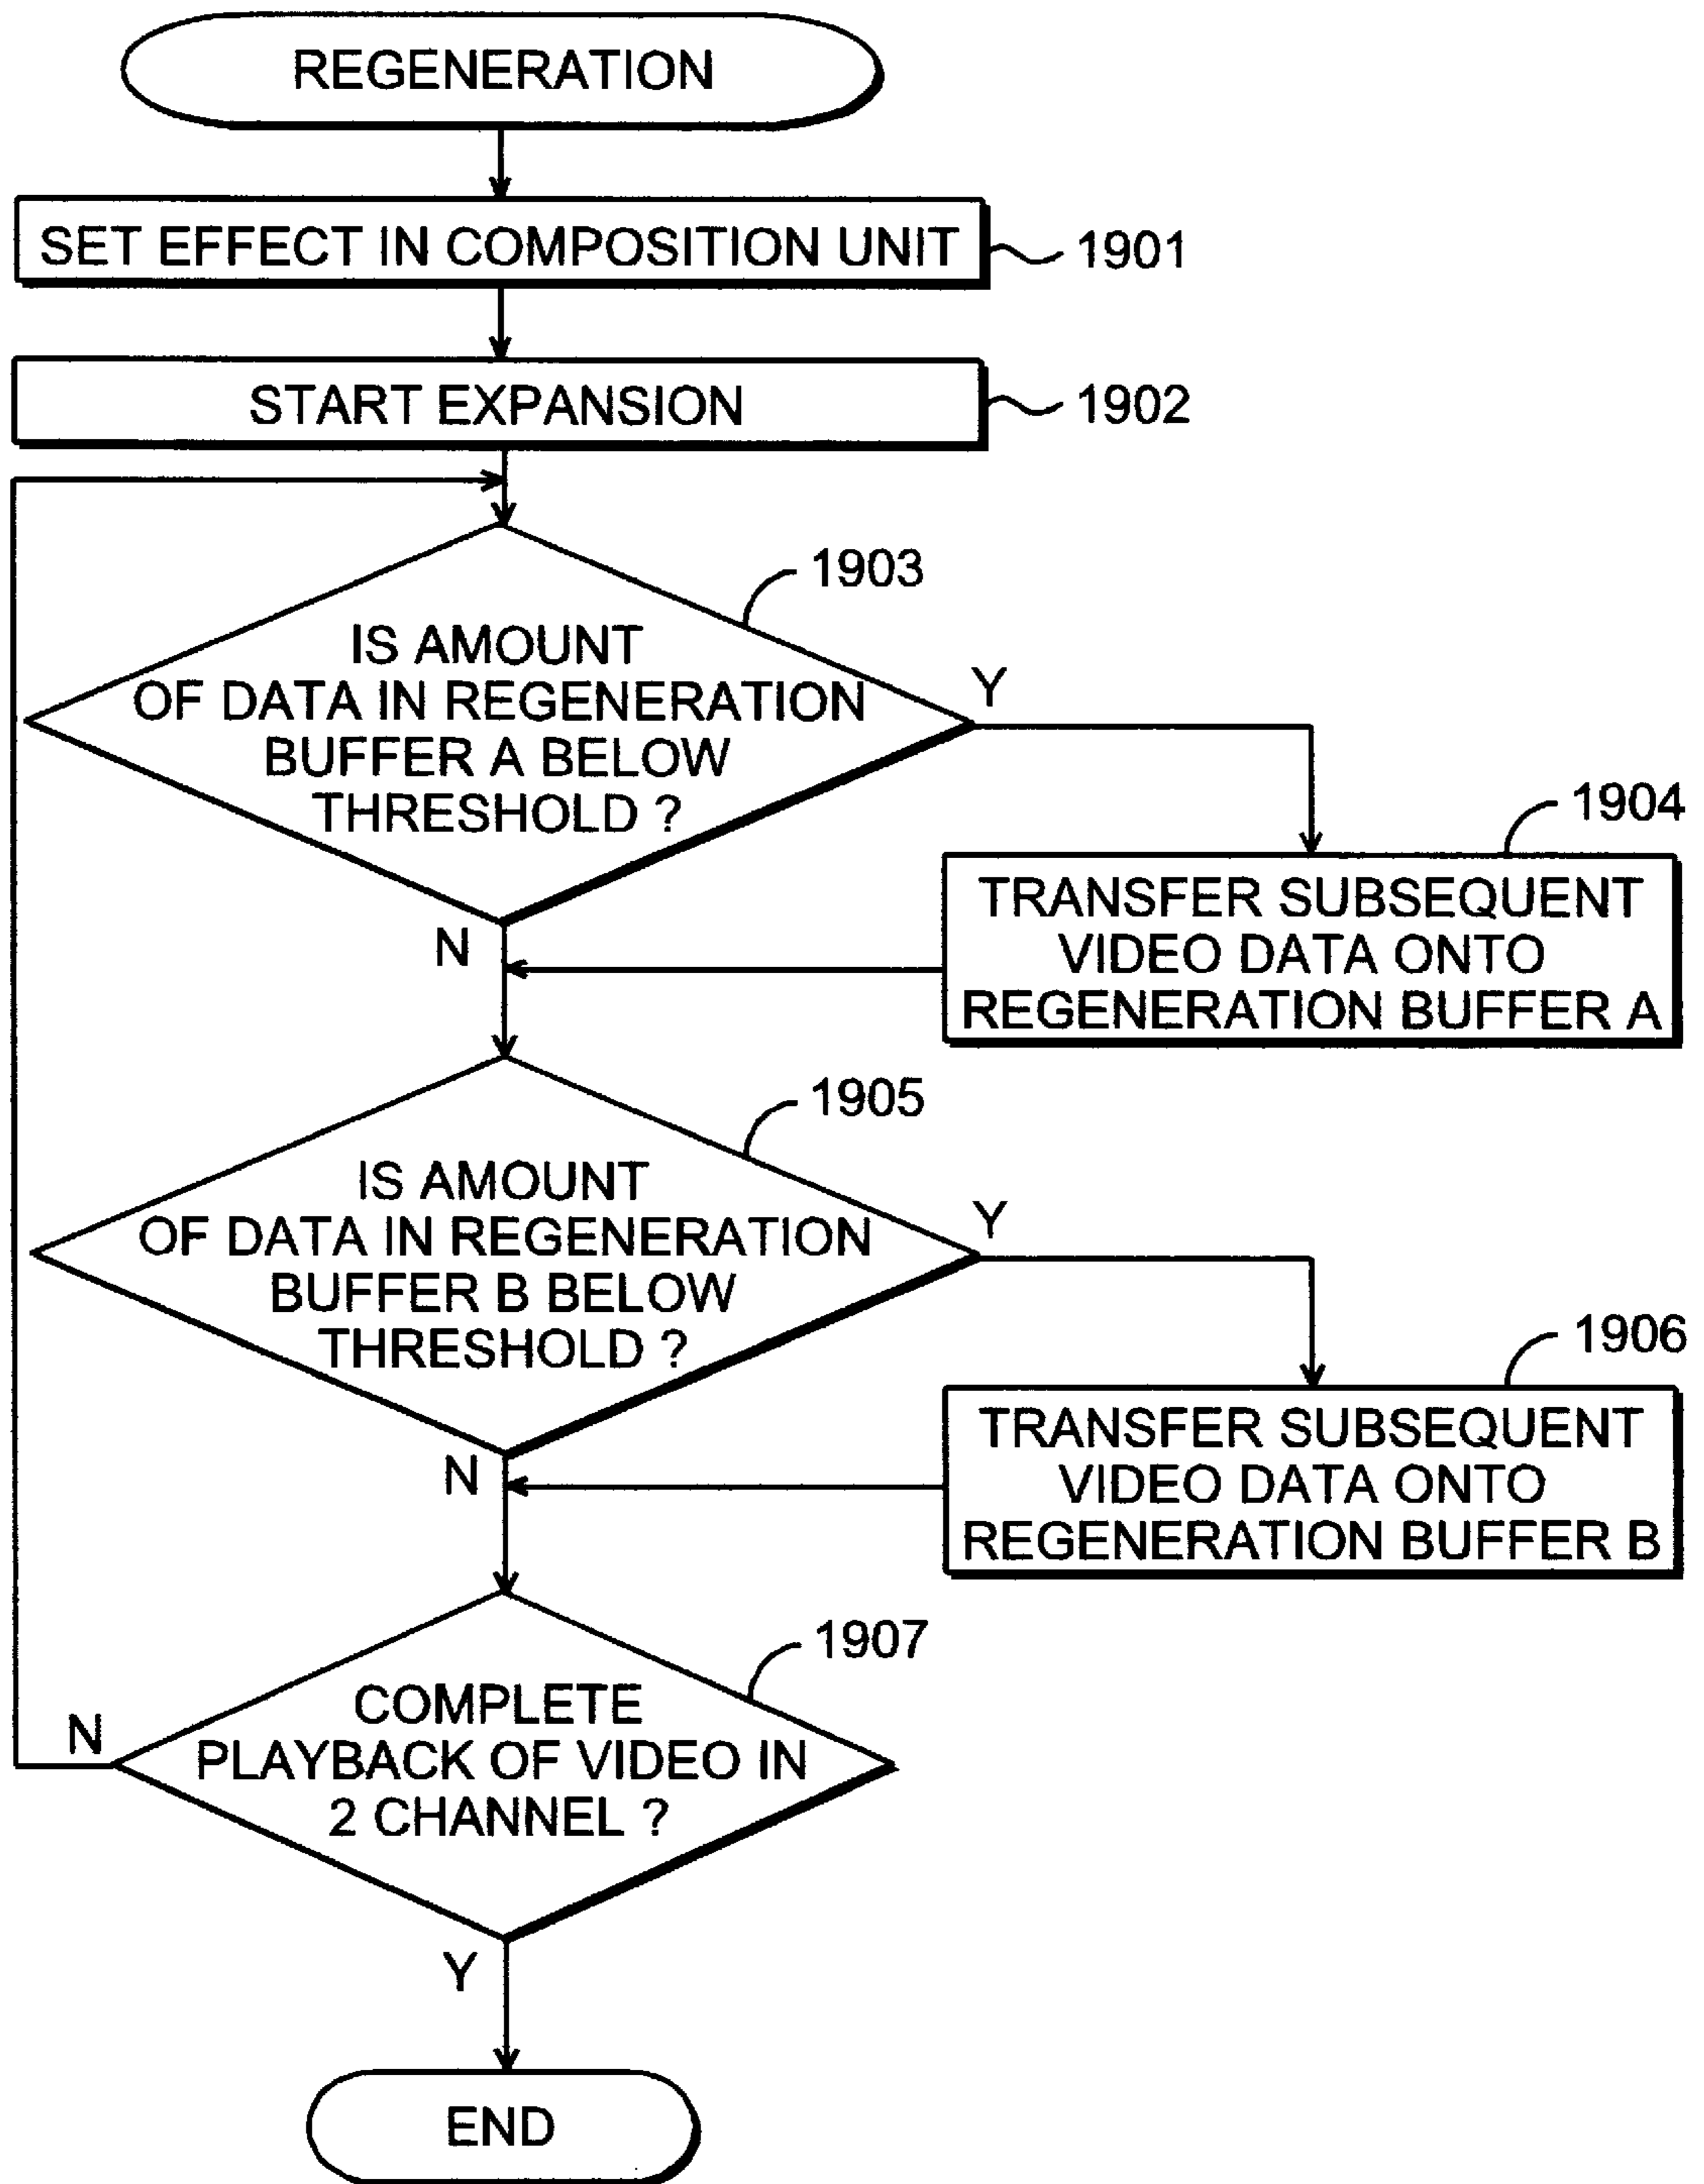 REGENERATION
SET EFFECT IN COMPOSITION UNIT
1901
START EXPANSION
1902
1903
IS AMOUNT
OF DATA IN REGENERATION
BUFFER A BELOW
THRESHOLD ?
Y
N
1904
TRANSFER SUBSEQUENT
VIDEO DATA ONTO
REGENERATION BUFFER A
1905
IS AMOUNT
OF DATA IN REGENERATION
BUFFER B BELOW
THRESHOLD ?
Y
N
1906
TRANSFER SUBSEQUENT
VIDEO DATA ONTO
REGENERATION BUFFER B
1907
COMPLETE
PLAYBACK OF VIDEO IN
2 CHANNEL ?
N
Y
END